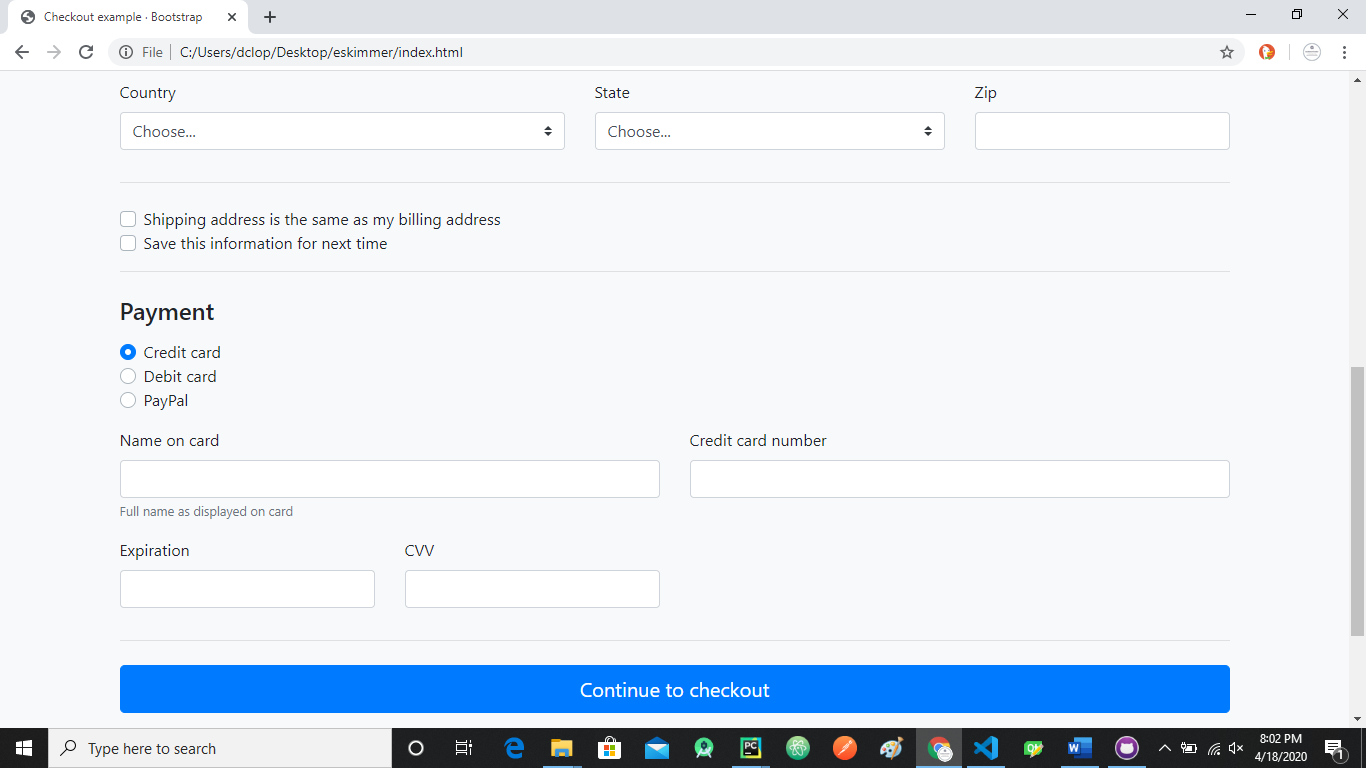 Checkout example · Bootstrap
File C:/Users/dclop/Desktop/eskimmer/index.html
Country State Zip
Choose... Choose...
Shipping address is the same as my billing address
Save this information for next time
Payment
Credit card
Debit card
PayPal
Name on card Credit card number
Full name as displayed on card
Expiration CVV
Continue to checkout
Type here to search
8:02 PM
4/18/2020